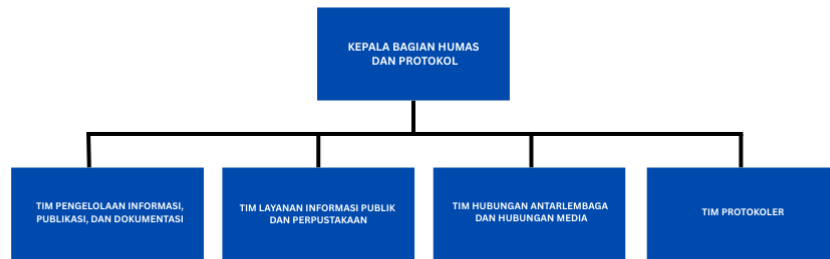 KEPALA BAGIAN HUMAS
DAN PROTOKOL
TIM PENGELOLAAN INFORMASI,
PUBLIKASI, DAN DOKUMENTASI
TIM LAYANAN INFORMASI PUBLIK
DAN PERPUSTAKAAN
TIM HUBUNGAN ANTARLEMBAGA
DAN HUBUNGAN MEDIA
TIM PROTOKOLER